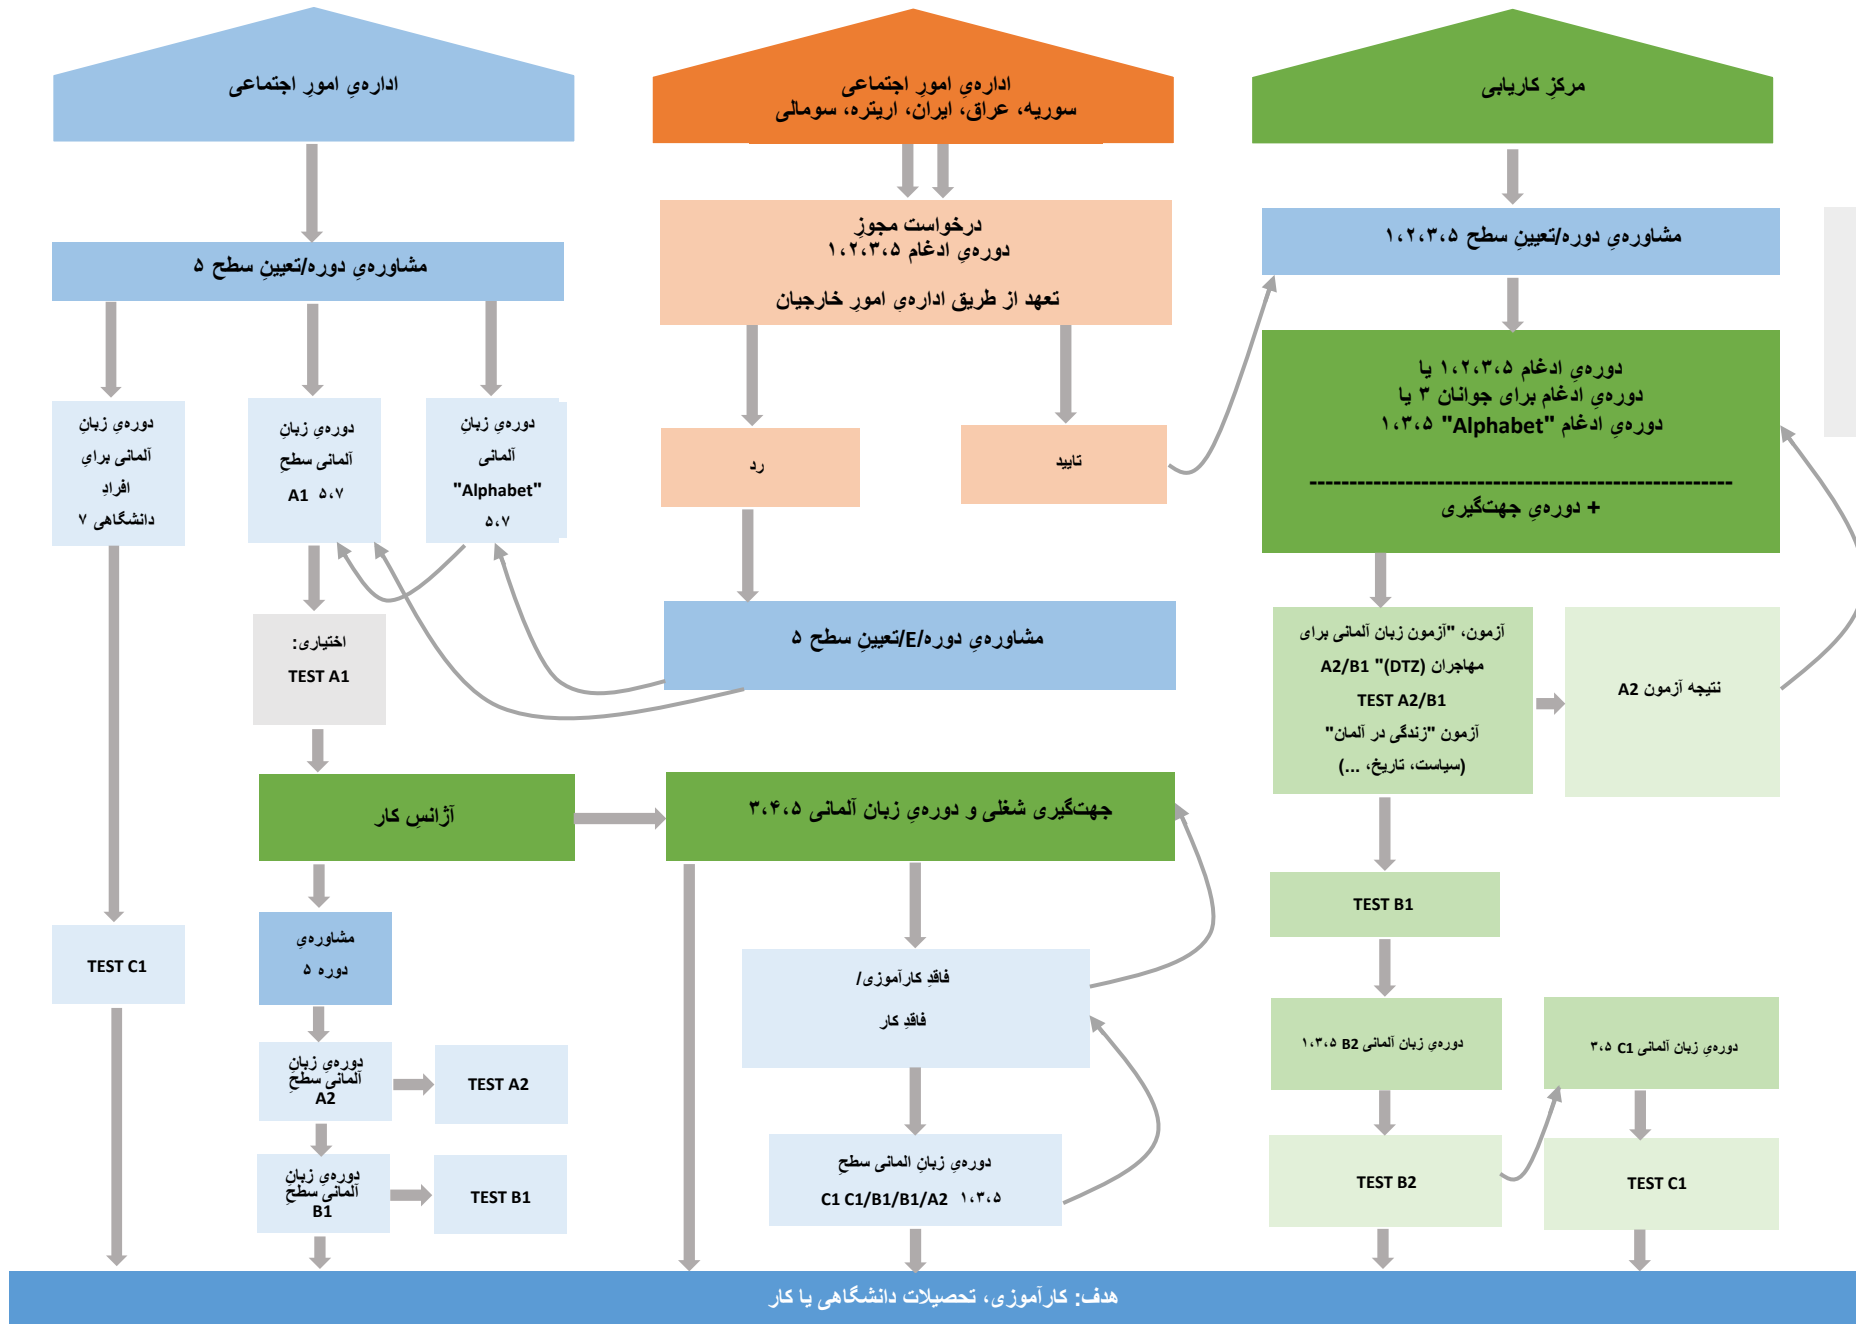 اداره‌یِ امورِ اجتماعی
اداره‌یِ امورِ اجتماعی
سوریه، عراق، ایران، اریتره، سومالی
مرکزِ کاریابی
مشاوره‌یِ دوره/تعیینِ سطح ۵
درخواست مجوزِ
دوره‌یِ ادغام ۱،۲،۳،۵
تعهد از طریق اداره‌یِ امورِ خارجیان
مشاوره‌یِ دوره/تعیینِ سطح ۱،۲،۳،۵
دوره‌یِ ادغام ۱،۲،۳،۵ یا
دوره‌یِ ادغام برای جوانان ۳ یا
دوره‌یِ ادغام "Alphabet" ۱،۳،۵
-----------------------------------------------------
+ دوره‌یِ جهت‌گیری
دوره‌یِ زبانِ
آلمانی برایِ
افرادِ
دانشگاهی ۷
دوره‌یِ زبانِ
آلمانی سطحِ
A1 ۵،۷
دوره‌یِ زبانِ
آلمانی
"Alphabet"
۵،۷
رد
تایید
اختیاری:
TEST A1
مشاوره‌یِ دوره/E/تعیینِ سطح ۵
آزمون، "آزمون زبان آلمانی برای
مهاجران (DTZ)" A2/B1
TEST A2/B1
آزمون "زندگی در آلمان"
(سیاست، تاریخ، ...)
نتیجه آزمون A2
آژانسِ کار
جهت‌گیری شغلی و دوره‌یِ زبان آلمانی ۳،۴،۵
TEST B1
TEST C1
مشاوره‌یِ
دوره ۵
فاقدِ کارآموزی/
فاقدِ کار
دوره‌یِ زبان آلمانی B2 ۱،۳،۵
دوره‌یِ زبان آلمانی C1 ۳،۵
دوره‌یِ زبانِ
آلمانی سطحِ
A2
TEST A2
دوره‌یِ زبانِ
آلمانی سطحِ
B1
TEST B1
دوره‌یِ زبانِ المانی سطحِ
C1 C1/B1/B1/A2 ۱،۳،۵
TEST B2
TEST C1
هدف: کارآموزی، تحصیلات دانشگاهی یا کار